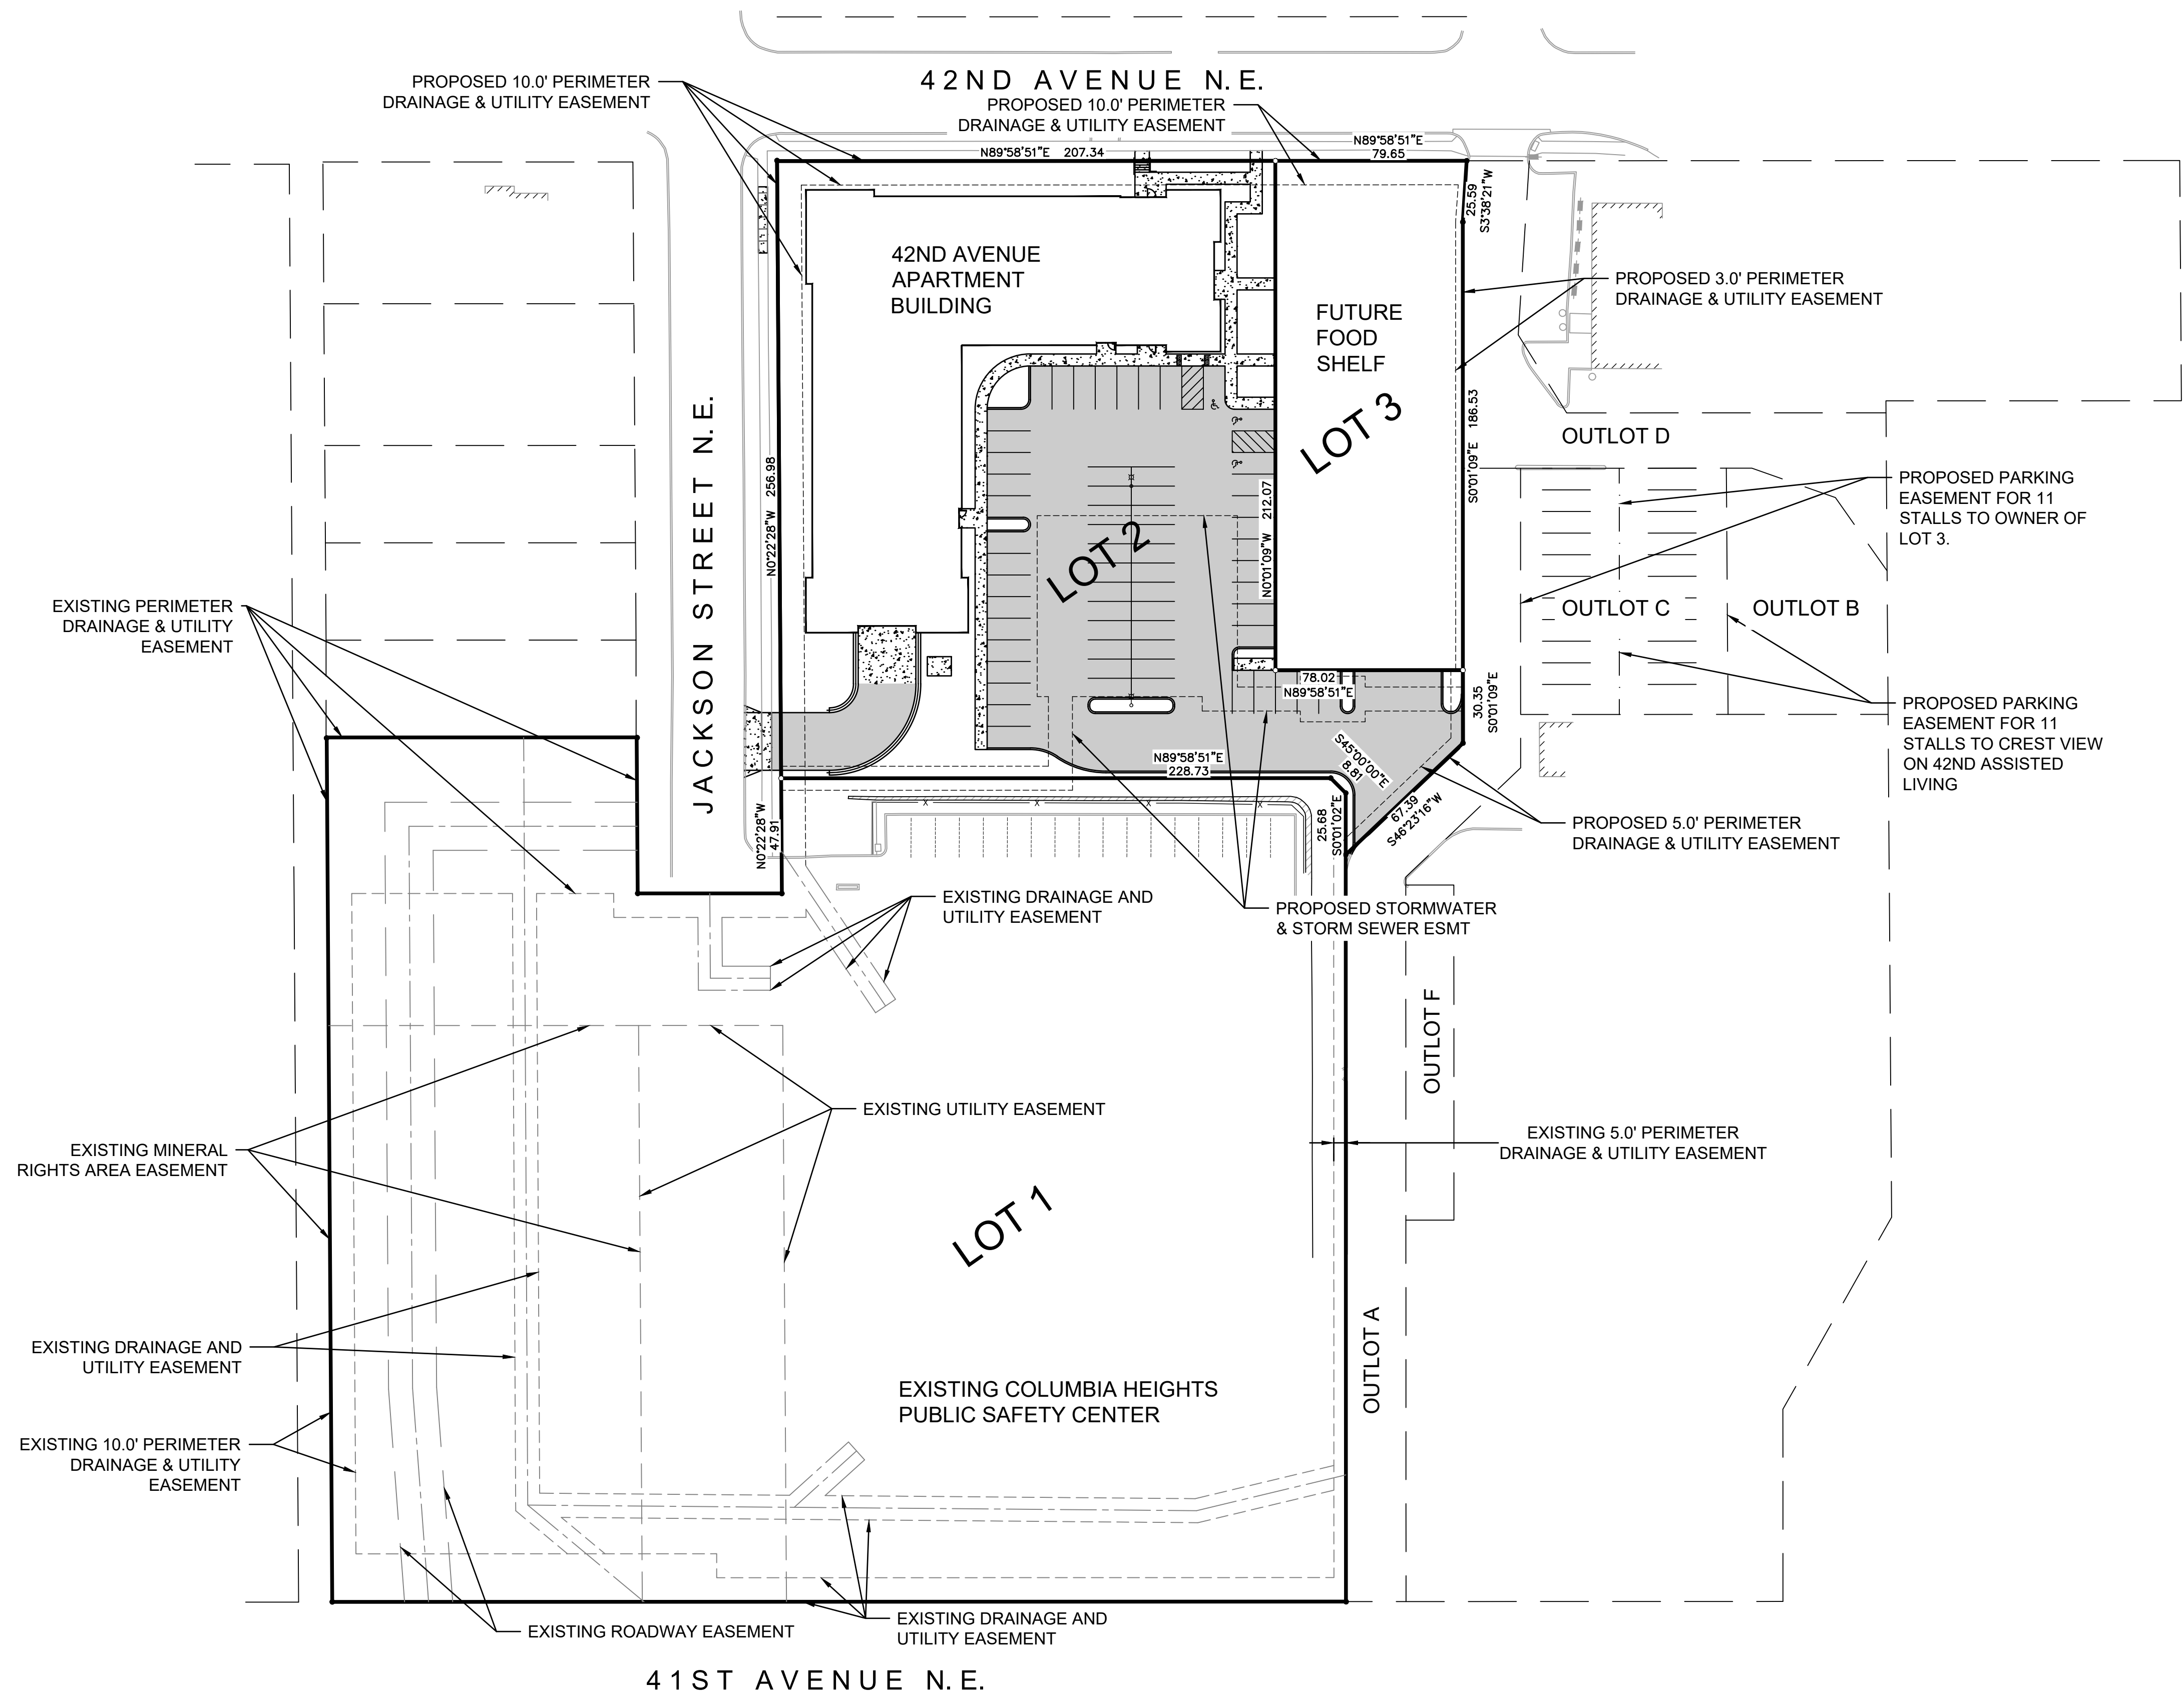 42ND AVENUE N.E.
PROPOSED 10.0' PERIMETER
DRAINAGE & UTILITY EASEMENT
PROPOSED 10.0' PERIMETER
DRAINAGE & UTILITY EASEMENT
N89°58'51"E 207.34
N89°58'51"E
79.65
25.59
S3°38'21"W
42ND AVENUE
APARTMENT
BUILDING
FUTURE
FOOD
SHELF
LOT 3
PROPOSED 3.0' PERIMETER
DRAINAGE & UTILITY EASEMENT
S0°01'09"E 186.53
OUTLOT D
JACKSON STREET N.E.
N0°22'28"W 256.98
LOT 2
N0°01'09"W 212.07
PROPOSED PARKING
EASEMENT FOR 11
STALLS TO OWNER OF
LOT 3.
OUTLOT C
OUTLOT B
EXISTING PERIMETER
DRAINAGE & UTILITY
EASEMENT
78.02
N89°58'51"E
30.35
S0°01'09"E
PROPOSED PARKING
EASEMENT FOR 11
STALLS TO CREST VIEW
ON 42ND ASSISTED
LIVING
N89°58'51"E
228.73
S45°00'00"E
8.81
67.39
S46°23'16"W
25.68
S0°01'02"E
N0°22'28"W
47.91
X
X
X
X
PROPOSED 5.0' PERIMETER
DRAINAGE & UTILITY EASEMENT
EXISTING DRAINAGE AND
UTILITY EASEMENT
PROPOSED STORMWATER
& STORM SEWER ESMT
OUTLOT F
EXISTING UTILITY EASEMENT
EXISTING 5.0' PERIMETER
DRAINAGE & UTILITY EASEMENT
EXISTING MINERAL
RIGHTS AREA EASEMENT
LOT 1
OUTLOT A
EXISTING DRAINAGE AND
UTILITY EASEMENT
EXISTING COLUMBIA HEIGHTS
PUBLIC SAFETY CENTER
EXISTING 10.0' PERIMETER
DRAINAGE & UTILITY
EASEMENT
EXISTING ROADWAY EASEMENT
EXISTING DRAINAGE AND
UTILITY EASEMENT
41ST AVENUE N.E.